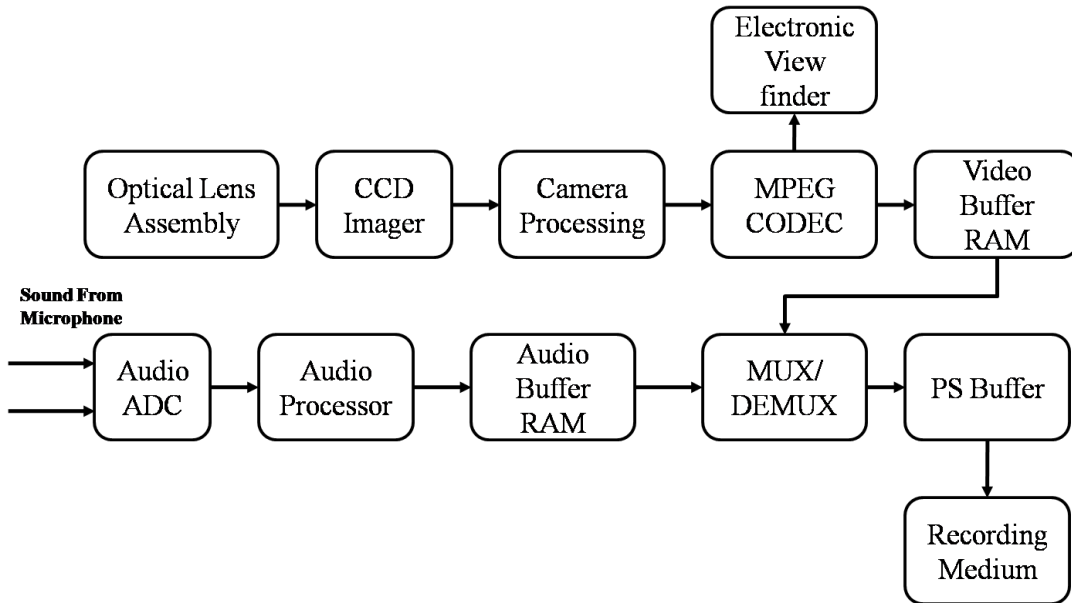 Electronic
View
finder
Optical Lens
Assembly
CCD
Imager
Camera
Processing
MPEG
CODEC
Video
Buffer
RAM
Sound From
Microphone
Audio
ADC
Audio
Processor
Audio
Buffer
RAM
MUX/
DEMUX
PS Buffer
Recording
Medium